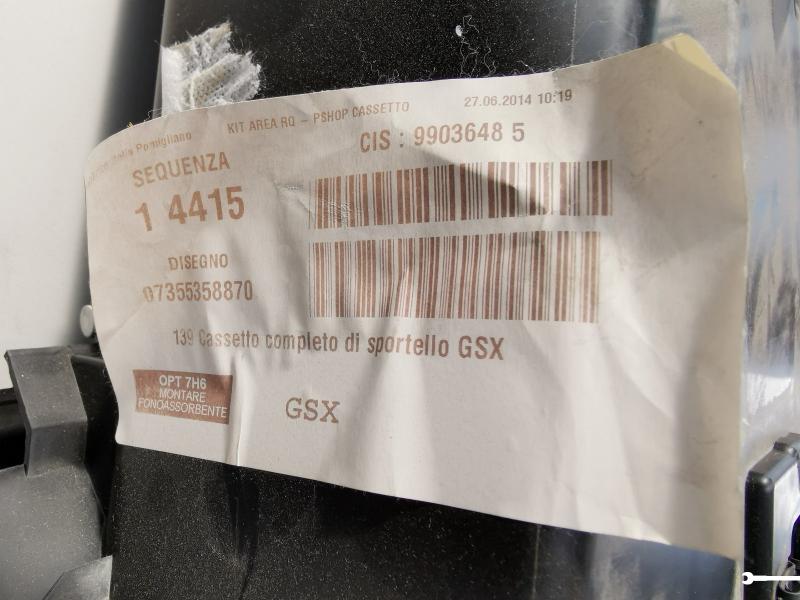 Pomigliano KIT AREA RQ - PSHOP CASSETTO 27.06.2014 10:19
SEQUENZA
CIS : 9903648 5
1 4415
DISEGNO
07355358870
139 Cassetto completo di sportello GSX
OPT 7H6
MONTARE
FONOASSORBENTE
GSX